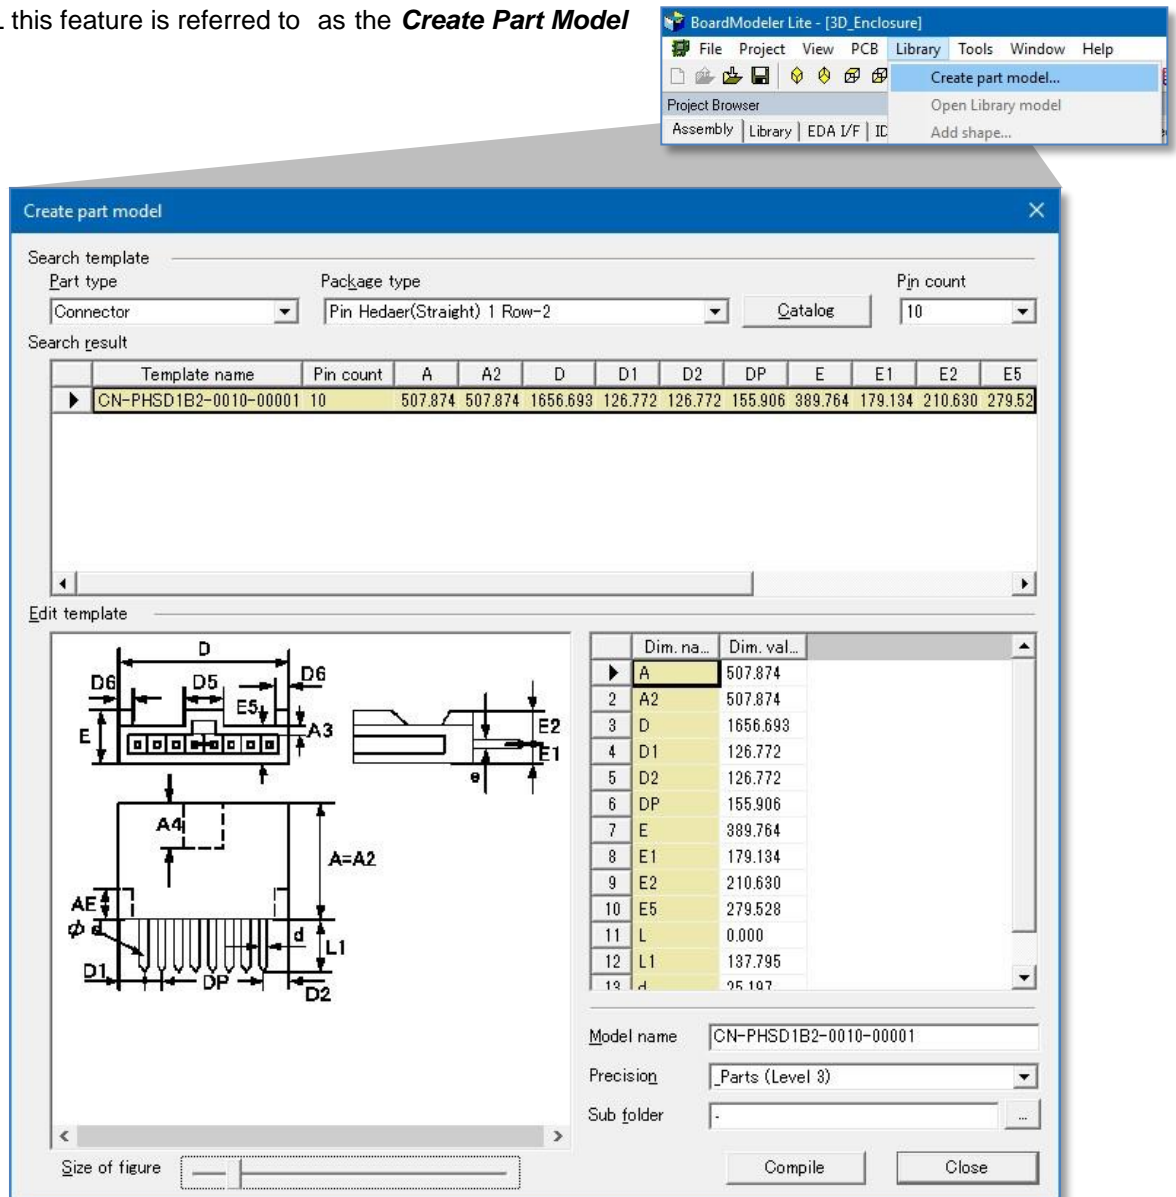 this feature is referred to as the Create Part Model
BoardModeler Lite - [3D_Enclosure]
File Project View PCB Library Tools Window Help
Create part model...
Project Browser
Open Library model
Assembly Library EDA I/F ID
Add shape...
Create part model
Search template
Part type Package type Pin count
Connector Pin Hedaer(Straight) 1 Row-2 Catalog 10
Search result
Template name Pin count A A2 D D1 D2 DP E E1 E2 E5
CN-PHSD1B2-0010-00001 10 507.874 507.874 1656.693 126.772 126.772 155.906 389.764 179.134 210.630 279.52
Edit template
D
D6 D5 D6
E5
E A3 E2
E1
e
A4
A=A2
AE
ϕ d d
L1
D1 DP
D2
Dim. na... Dim. val...
A 507.874
2 A2 507.874
3 D 1656.693
4 D1 126.772
5 D2 126.772
6 DP 155.906
7 E 389.764
8 E1 179.134
9 E2 210.630
10 E5 279.528
11 L 0.000
12 L1 137.795
13 d 25.197
Model name CN-PHSD1B2-0010-00001
Precision _Parts (Level 3)
Sub folder - ...
Size of figure Compile Close